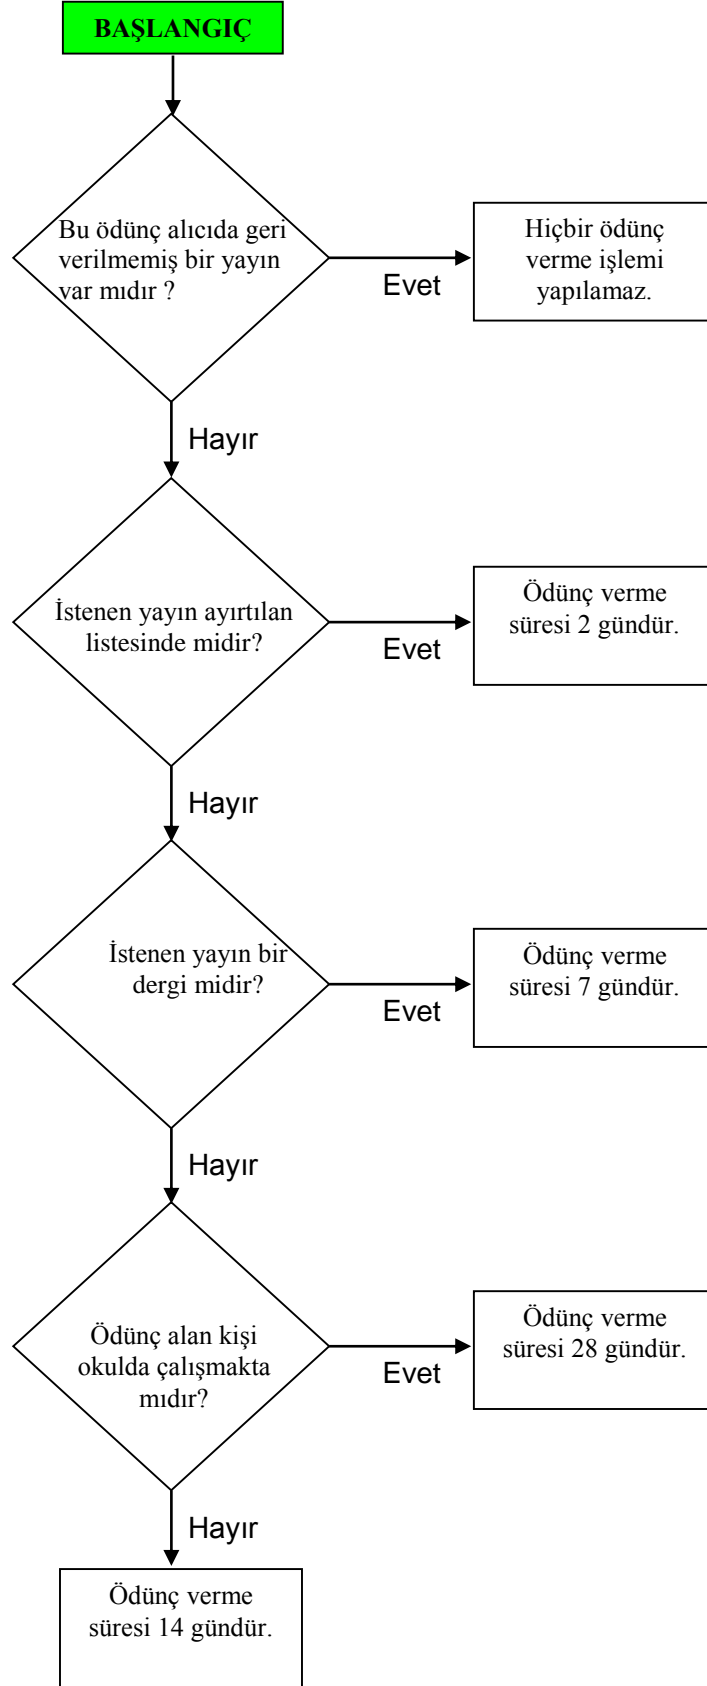 BAŞLANGIÇ
Bu ödünç alıcıda geri
verilmemiş bir yayın
var mıdır ?
Evet
Hiçbir ödünç
verme işlemi
yapılamaz.
Hayır
İstenen yayın ayırtılan
listesinde midir?
Evet
Ödünç verme
süresi 2 gündür.
Hayır
İstenen yayın bir
dergi midir?
Evet
Ödünç verme
süresi 7 gündür.
Hayır
Ödünç alan kişi
okulda çalışmakta
mıdır?
Evet
Ödünç verme
süresi 28 gündür.
Hayır
Ödünç verme
süresi 14 gündür.